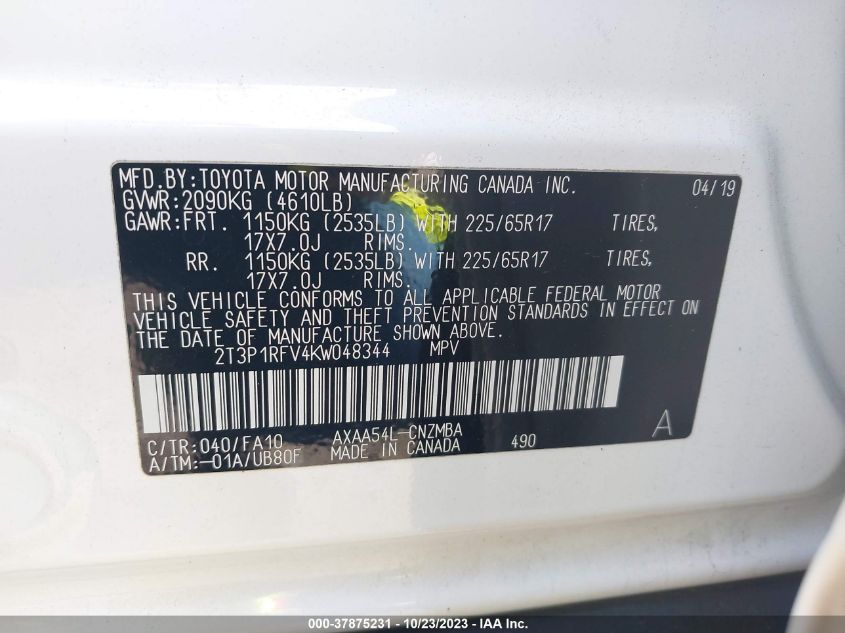 MFD.BY:TOYOTA MOTOR MANUFACTURING CANADA INC. 04/19
GVWR:2090KG (4610LB)
GAWR:FRT. 1150KG (2535LB) WITH 225/65R17 TIRES,
17X7.0J RIMS.
RR. 1150KG (2535LB) WITH 225/65R17 TIRES,
17X7.0J RIMS.
THIS VEHICLE CONFORMS TO ALL APPLICABLE FEDERAL MOTOR
VEHICLE SAFETY AND THEFT PREVENTION STANDARDS IN EFFECT ON
THE DATE OF MANUFACTURE SHOWN ABOVE.
2T3P1RFV4KW048344 MPV
C/TR:040/FA10 AXAA54L-CNZMBA A
A/TM:-01A/UB80F MADE IN CANADA 490
000-37875231 - 10/23/2023 - IAA Inc.